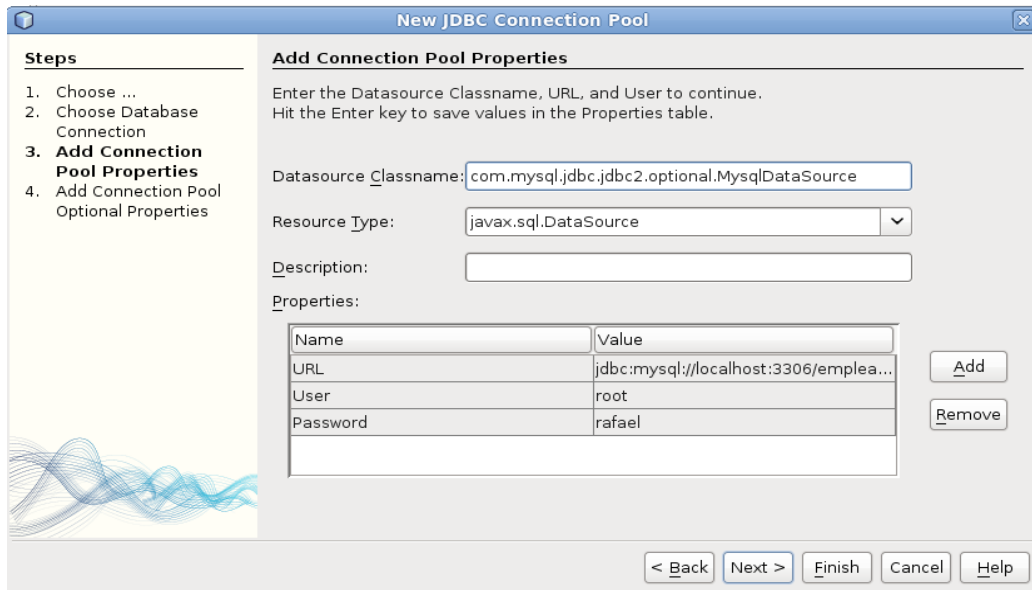 New JDBC Connection Pool
Steps
1. Choose ...
2. Choose Database
Connection
3. Add Connection
Pool Properties
4. Add Connection Pool
Optional Properties
Add Connection Pool Properties
Enter the Datasource Classname, URL, and User to continue.
Hit the Enter key to save values in the Properties table.
Datasource Classname: com.mysql.jdbc.jdbc2.optional.MysqlDataSource
Resource Type: javax.sql.DataSource
Description:
Properties:
Name Value
URL jdbc:mysql://localhost:3306/emplea...
User root
Password rafael
Add
Remove
< Back Next > Finish Cancel Help